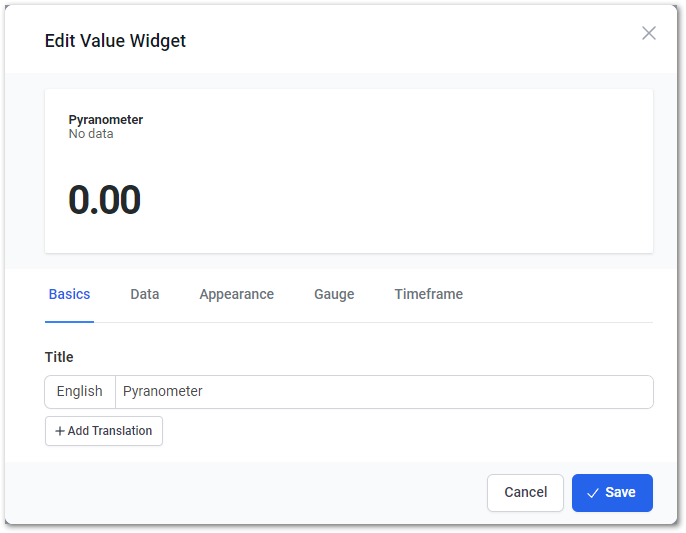 Edit Value Widget
Pyranometer
No data
0.00
Basics Data Appearance Gauge Timeframe
Title
English Pyranometer
+ Add Translation
Cancel Save